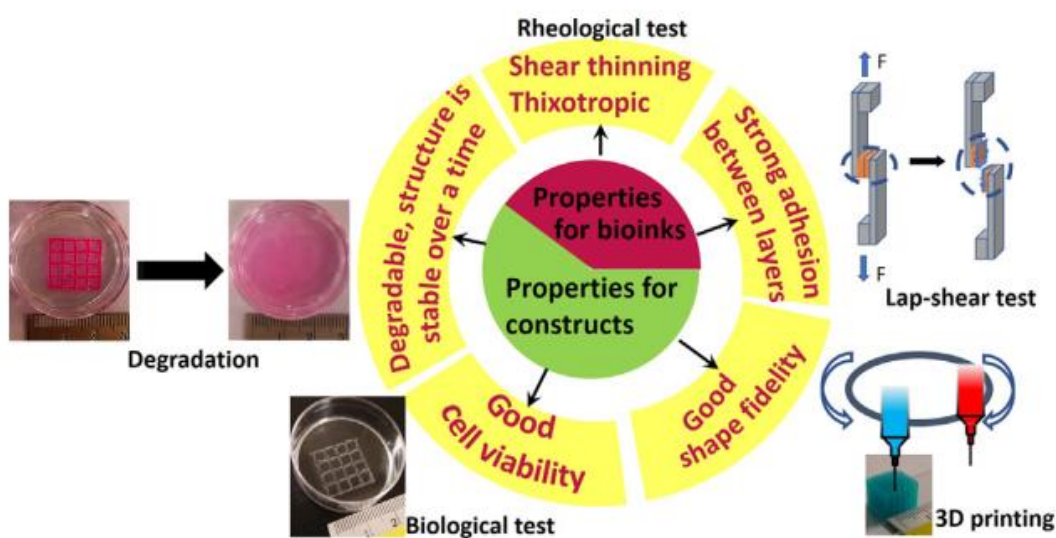 Rheological test
Shear thinning
Thixotropic
Strong adhesion
between layers
Degradable, structure is
stable over a time
Properties
for bioinks
Properties for
constructs
Good
cell viability
Good
shape fidelity
F
F
Lap-shear test
Degradation
Biological test
3D printing